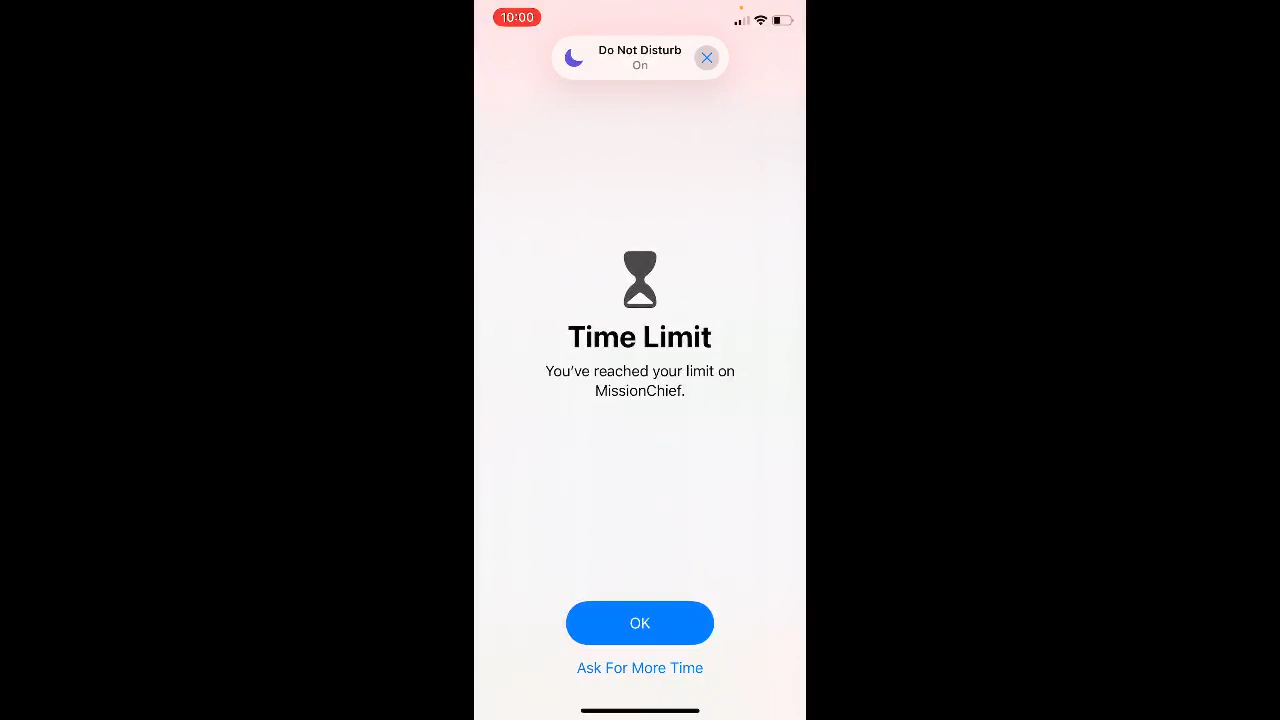 10:00
Do Not Disturb
On
Time Limit
You’ve reached your limit on
MissionChief.
OK
Ask For More Time